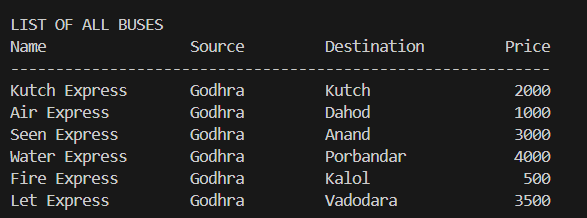 LIST OF ALL BUSES
Name Source Destination Price
------------------------------------------------------------
Kutch Express Godhra Kutch 2000
Air Express Godhra Dahod 1000
Seen Express Godhra Anand 3000
Water Express Godhra Porbandar 4000
Fire Express Godhra Kalol 500
Let Express Godhra Vadodara 3500